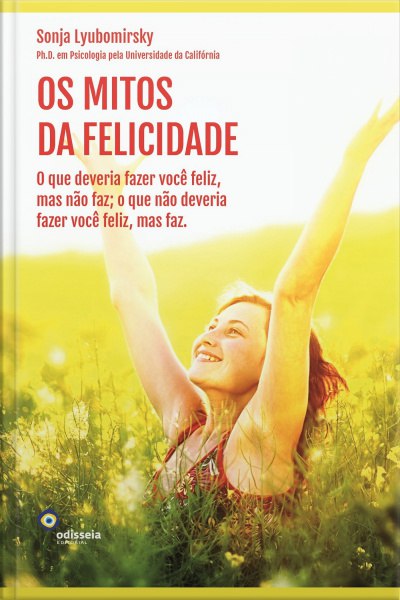 Sonja Lyubomirsky
Ph.D. em Psicologia pela Universidade da Califórnia
OS MITOS
DA FELICIDADE
O que deveria fazer você feliz,
mas não faz; o que não deveria
fazer você feliz, mas faz.
odisseia
EDITORIAL